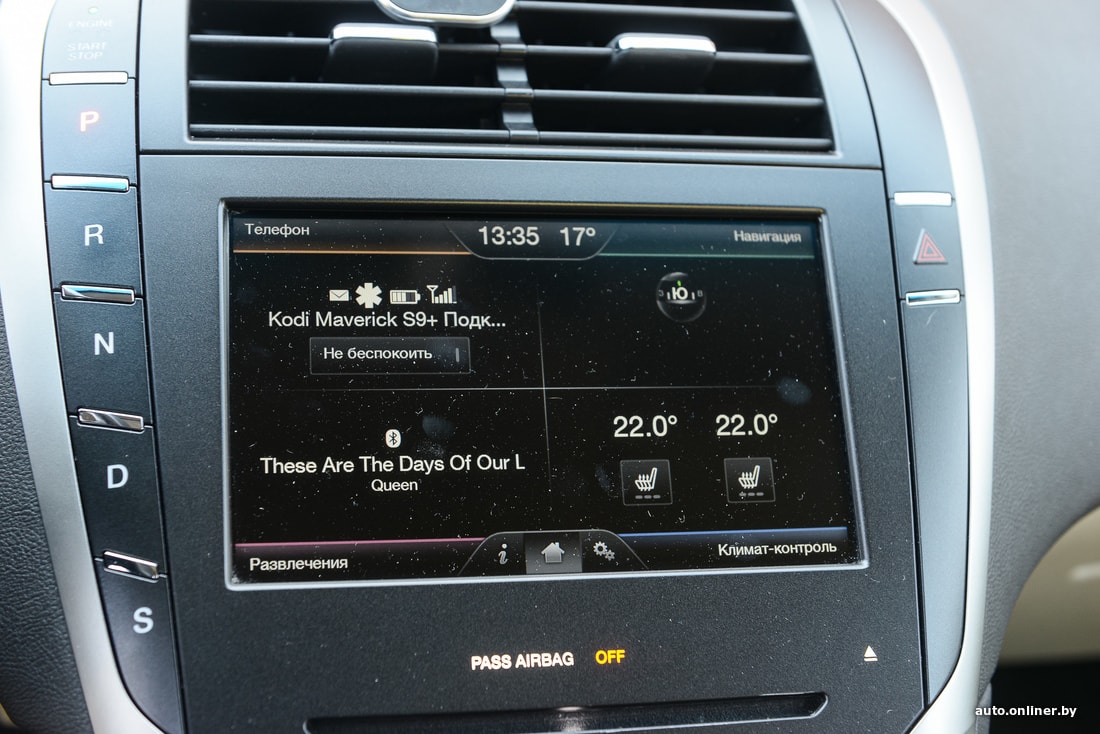 ENGINE
START
STOP
P
R
N
D
S
Телефон
13:35 17°
Навигация
Kodi Maverick S9+ Подк...
Не беспокоить
Ю
These Are The Days Of Our L
Queen
22.0° 22.0°
Развлечения
i
Климат-контроль
PASS AIRBAG OFF
auto.onliner.by